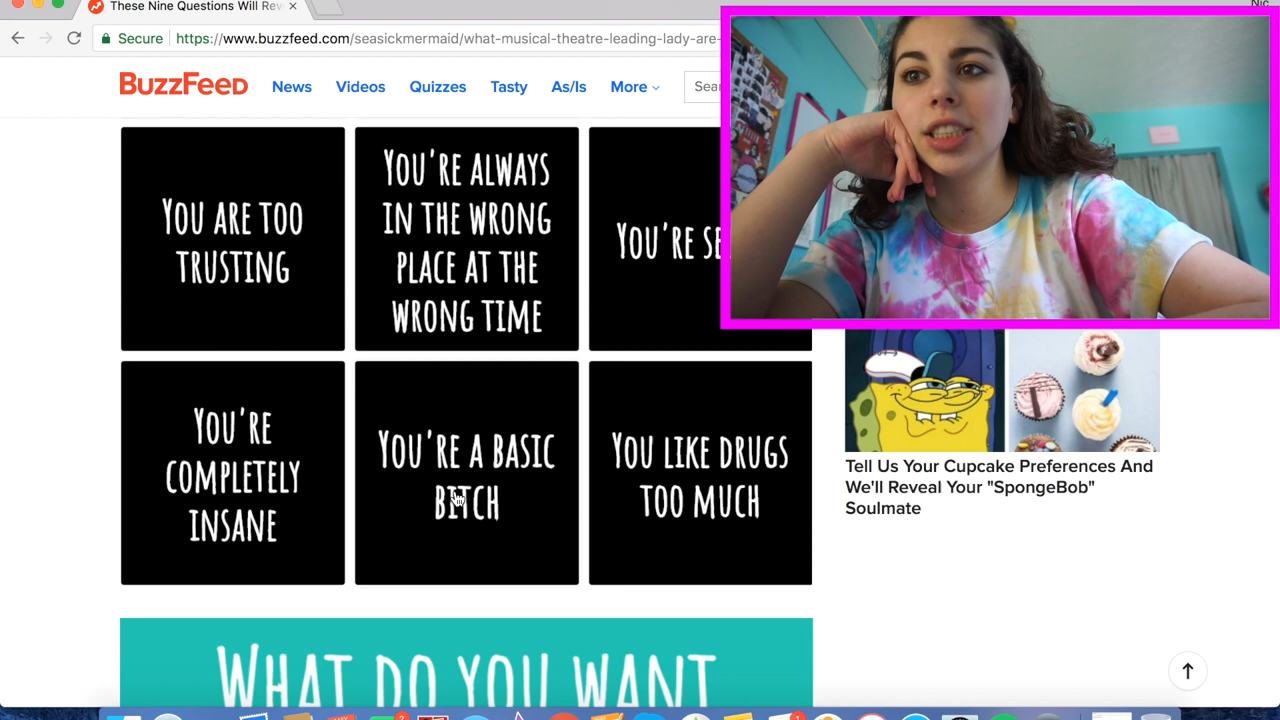 Nic
These Nine Questions Will Rev
Secure
https://www.buzzfeed.com/seasickmermaid/what-musical-theatre-leading-lady-are-
BuzzFeed
News
Videos
Quizzes
Tasty
As/Is
More
Sea
YOU ARE TOO
TRUSTING
YOU'RE ALWAYS
IN THE WRONG
PLACE AT THE
WRONG TIME
YOU'RE
YOU'RE
COMPLETELY
INSANE
YOU'RE A BASIC
BITCH
YOU LIKE DRUGS
TOO MUCH
Tell Us Your Cupcake Preferences And
We'll Reveal Your "SpongeBob"
Soulmate
WHAT DO YOU WANT